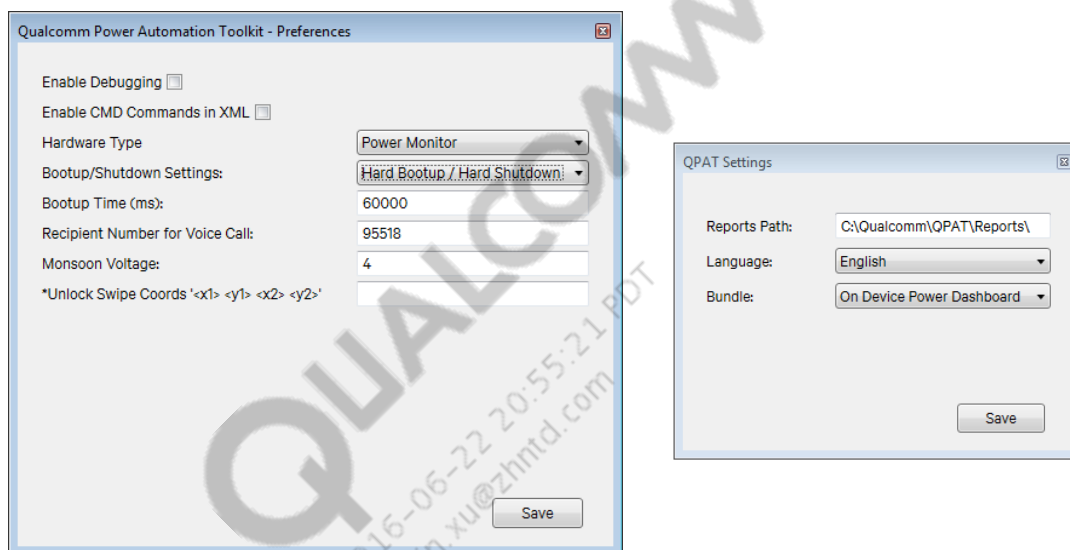 Qualcomm Power Automation Toolkit - Preferences
Enable Debugging
Enable CMD Commands in XML
Hardware Type Power Monitor
Bootup/Shutdown Settings: Hard Bootup / Hard Shutdown
Bootup Time (ms): 60000
Recipient Number for Voice Call: 95518
Monsoon Voltage: 4
*Unlock Swipe Coords '<x1> <y1> <x2> <y2>'
Save
QPAT Settings
Reports Path: C:\Qualcomm\QPAT\Reports\
Language: English
Bundle: On Device Power Dashboard
Save
QUALCOMM
16-06-22 20:55:21 PDT
n.xu@zhntd.com